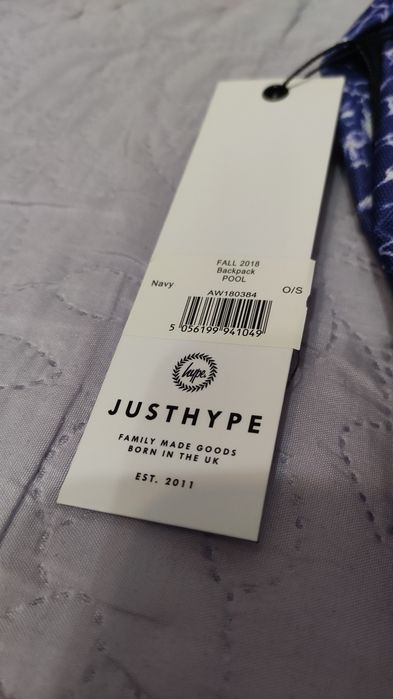 FALL 2018
Backpack
POOL
Navy
O/S
AW180384
5 056199 941049
hype.
JUSTHYPE
FAMILY MADE GOODS
BORN IN THE UK
EST. 2011